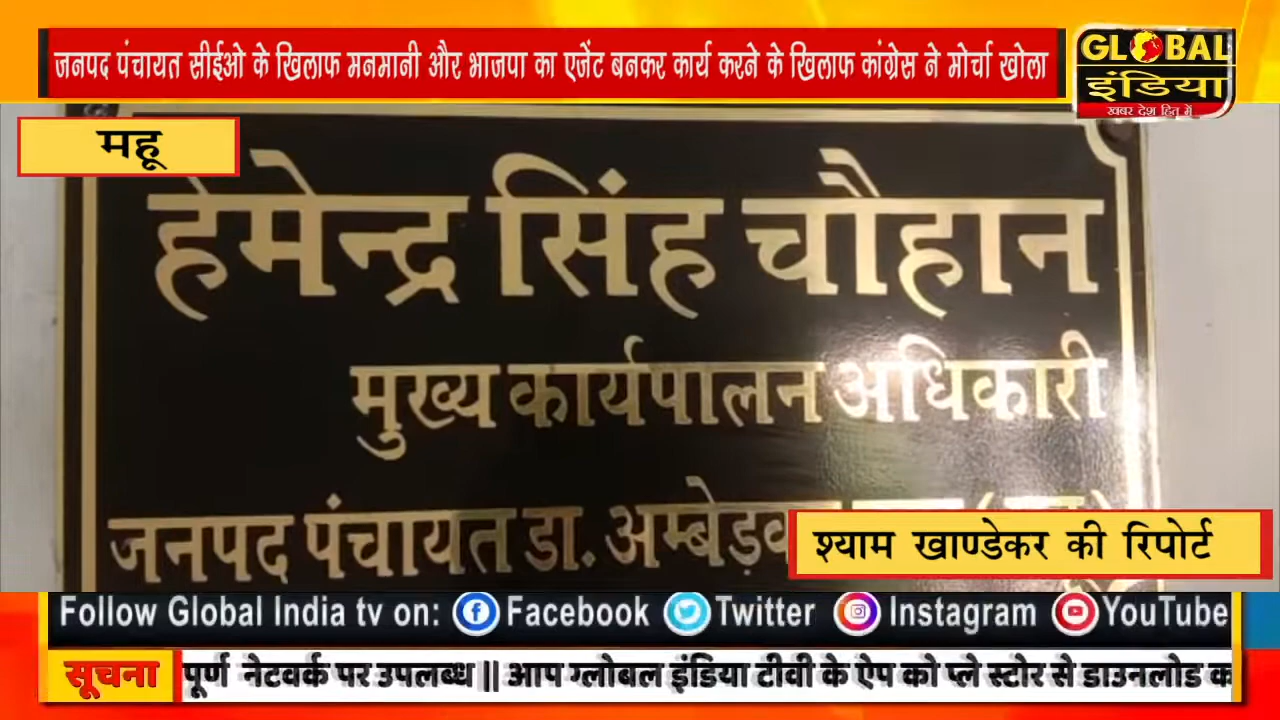 जनपद पंचायत सीईओ के खिलाफ मनमानी और भाजपा का एजेंट बनकर कार्य करने के खिलाफ कांग्रेस ने मोर्चा खोला
GLOBAL
इंडिया
खबर देश हित में
महू
हेमेन्द्र सिंह चौहान
मुख्य कार्यपालन अधिकारी
जनपद पंचायत डा. अम्बेड़क
श्याम खाण्डेकर की रिपोर्ट
Follow Global India tv on: Facebook Twitter Instagram YouTube
सूचना
पूर्ण नेटवर्क पर उपलब्ध || आप ग्लोबल इंडिया टीवी के ऐप को प्ले स्टोर से डाउनलोड क